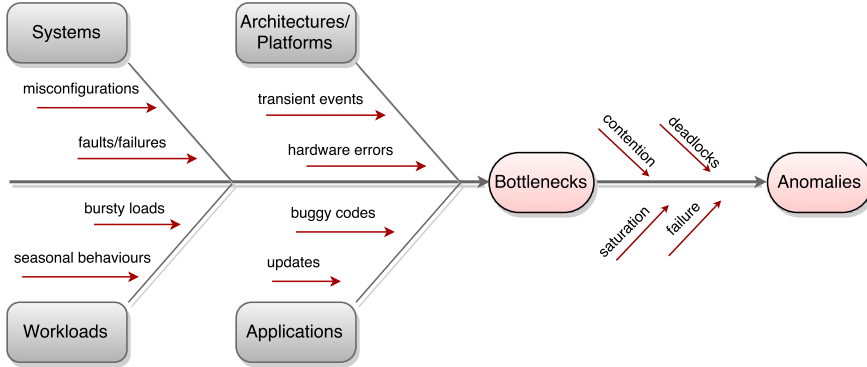 Systems
Architectures/
Platforms
misconfigurations
transient events
faults/failures
hardware errors
contention
deadlocks
Bottlenecks
Anomalies
bursty loads
buggy codes
saturation
failure
seasonal behaviours
updates
Workloads
Applications